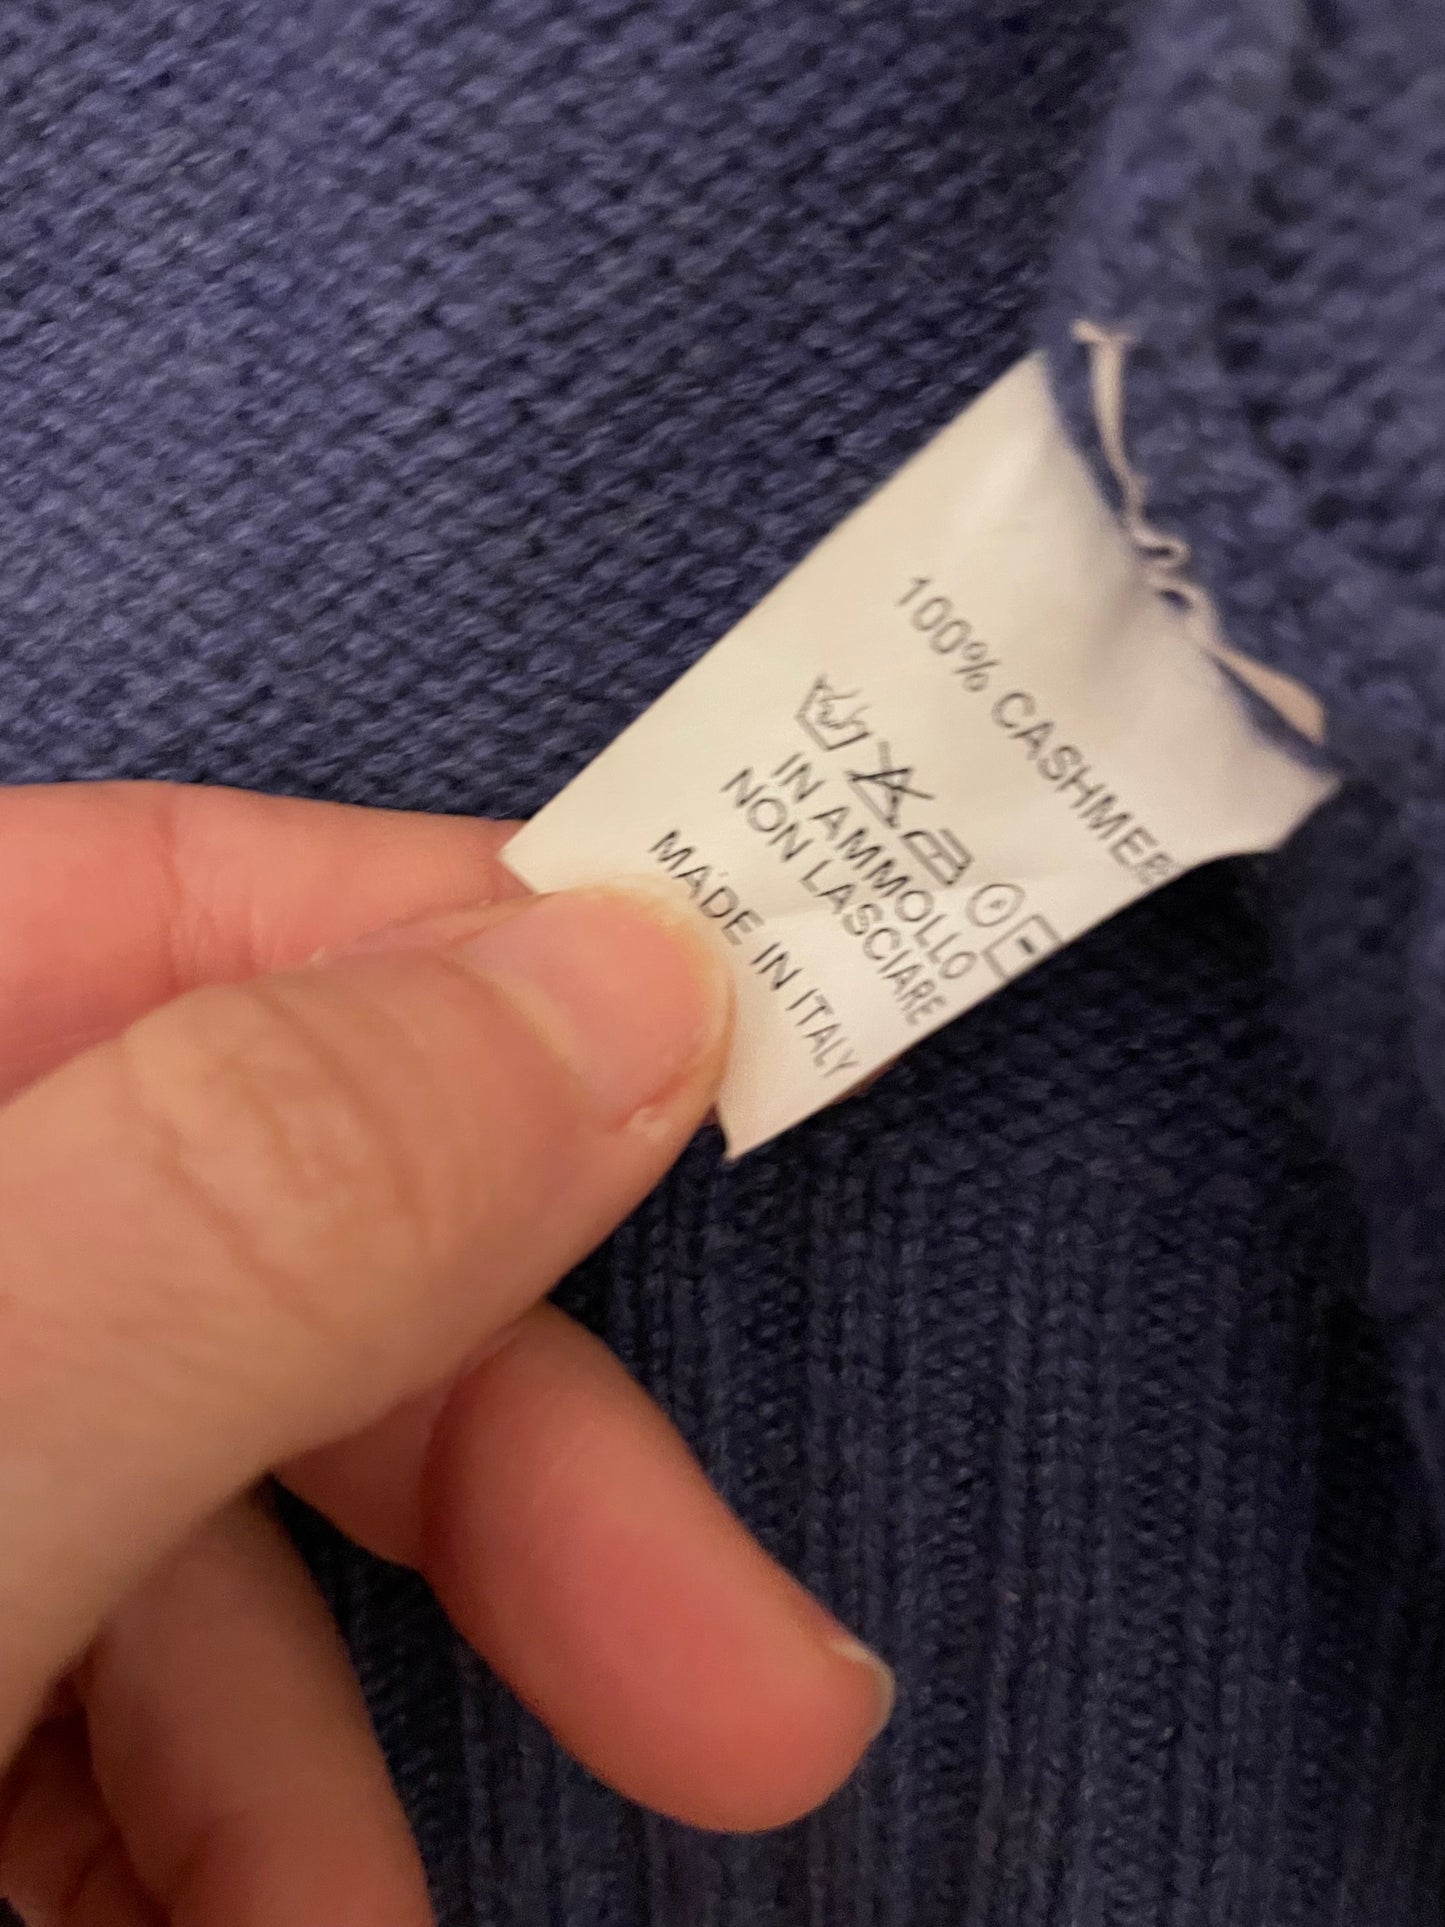 100% CASHMERE
IN AMMOLLO
NON LASCIARE
MADE IN ITALY